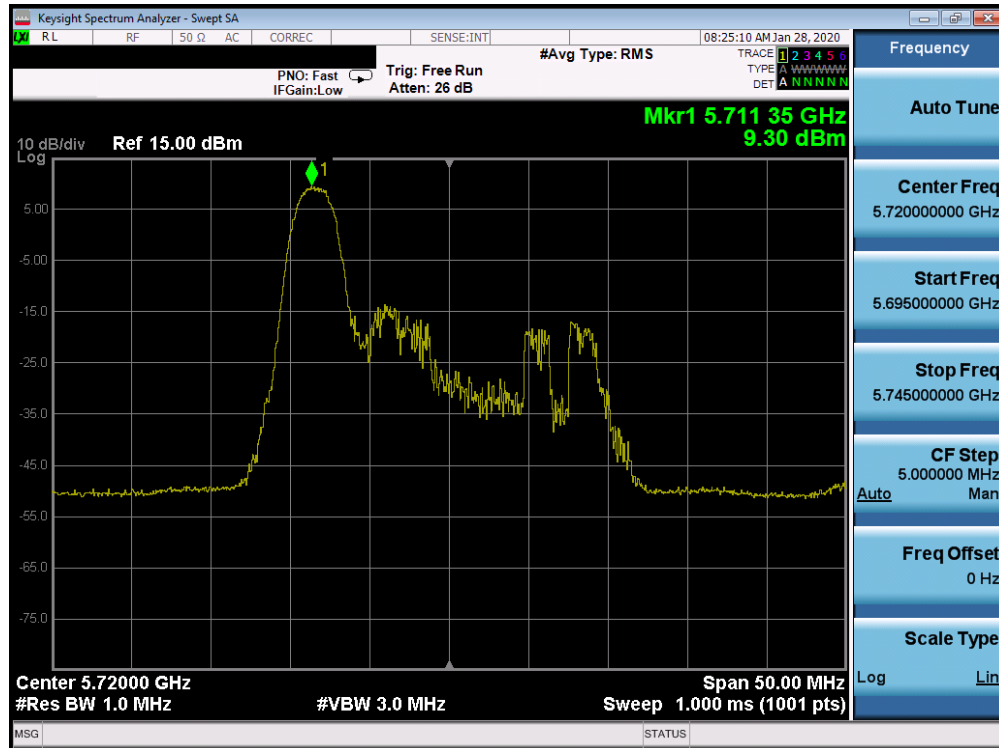 Keysight Spectrum Analyzer - Swept SA
LXI RL RF 50 Ω AC CORREC SENSE:INT 08:25:10 AM Jan 28, 2020
#Avg Type: RMS TRACE 1 2 3 4 5 6
PNO: Fast Trig: Free Run TYPE A WWWWW
IFGain:Low Atten: 26 dB DET A N N N N N
Mkr1 5.711 35 GHz
9.30 dBm
10 dB/div Ref 15.00 dBm
Log
1
5.00
-5.00
-15.0
-25.0
-35.0
-45.0
-55.0
-65.0
-75.0
Center 5.72000 GHz Span 50.00 MHz
#Res BW 1.0 MHz #VBW 3.0 MHz Sweep 1.000 ms (1001 pts)
MSG STATUS
Frequency
Auto Tune
Center Freq
5.720000000 GHz
Start Freq
5.695000000 GHz
Stop Freq
5.745000000 GHz
CF Step
5.000000 MHz
Auto Man
Freq Offset
0 Hz
Scale Type
Log Lin